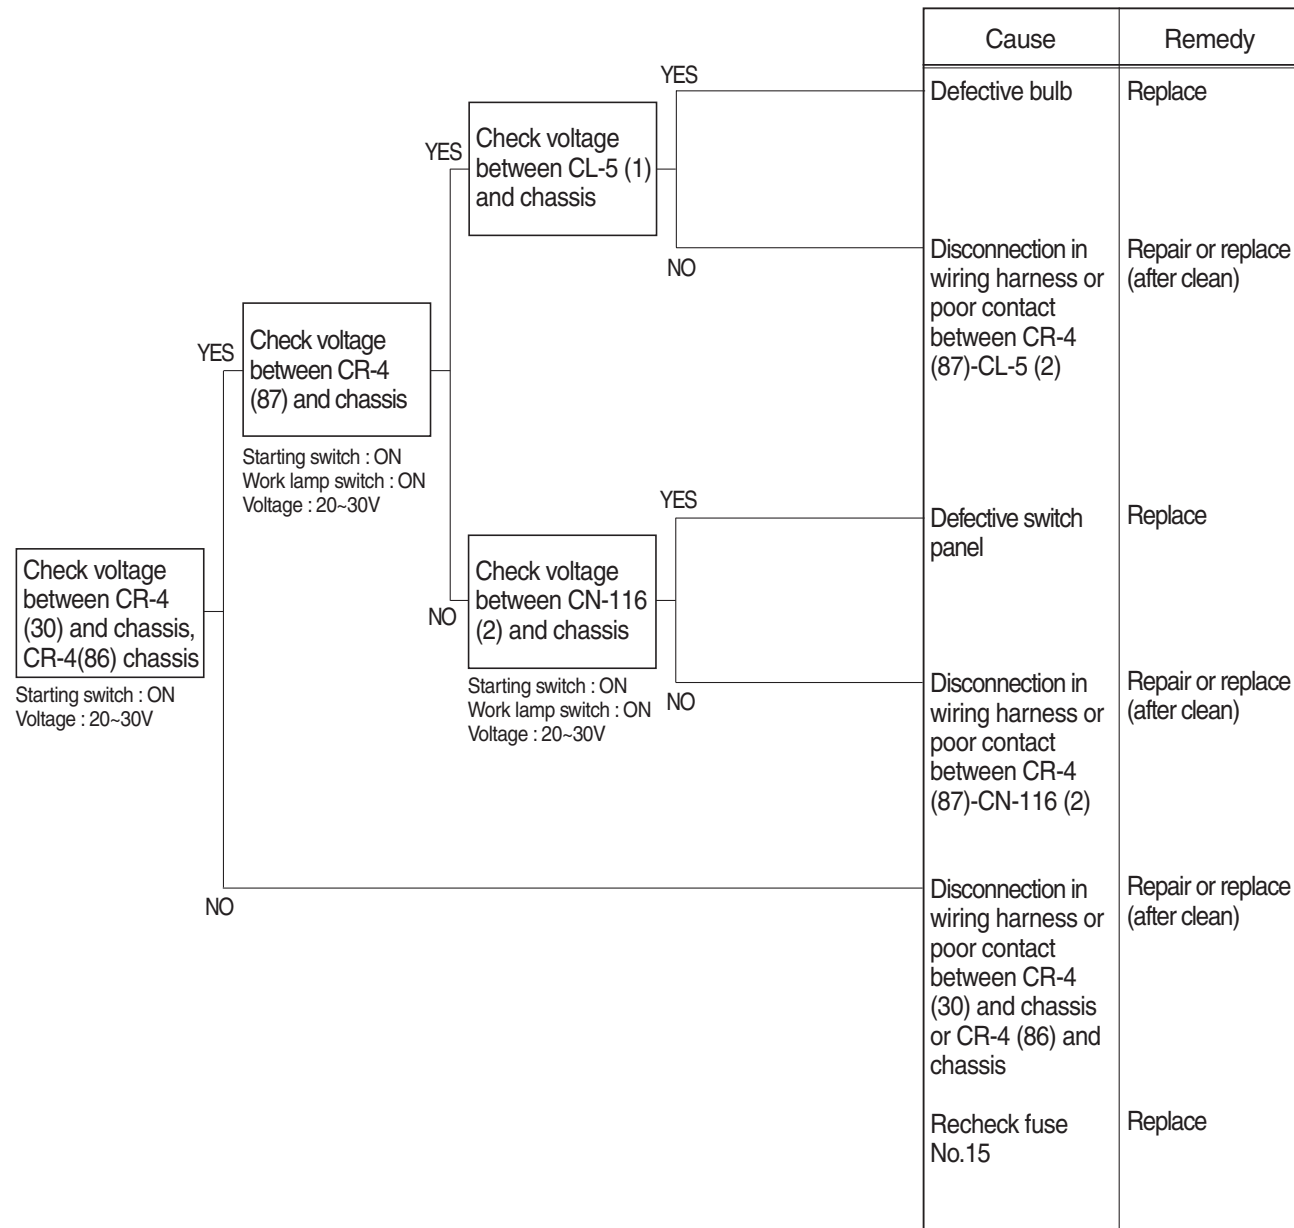 Cause
Remedy
YES
Defective bulb
Replace
Check voltage
between CL-5 (1)
and chassis
YES
NO
Disconnection in
wiring harness or
poor contact
between CR-4
(87)-CL-5 (2)
Repair or replace
(after clean)
YES
Check voltage
between CR-4
(87) and chassis
Starting switch : ON
Work lamp switch : ON
Voltage : 20~30V
YES
Defective switch
panel
Replace
Check voltage
between CR-4
(30) and chassis,
CR-4(86) chassis
Starting switch : ON
Voltage : 20~30V
NO
Check voltage
between CN-116
(2) and chassis
Starting switch : ON
Work lamp switch : ON
Voltage : 20~30V
NO
Disconnection in
wiring harness or
poor contact
between CR-4
(87)-CN-116 (2)
Repair or replace
(after clean)
NO
Disconnection in
wiring harness or
poor contact
between CR-4
(30) and chassis
or CR-4 (86) and
chassis
Repair or replace
(after clean)
Recheck fuse
No.15
Replace